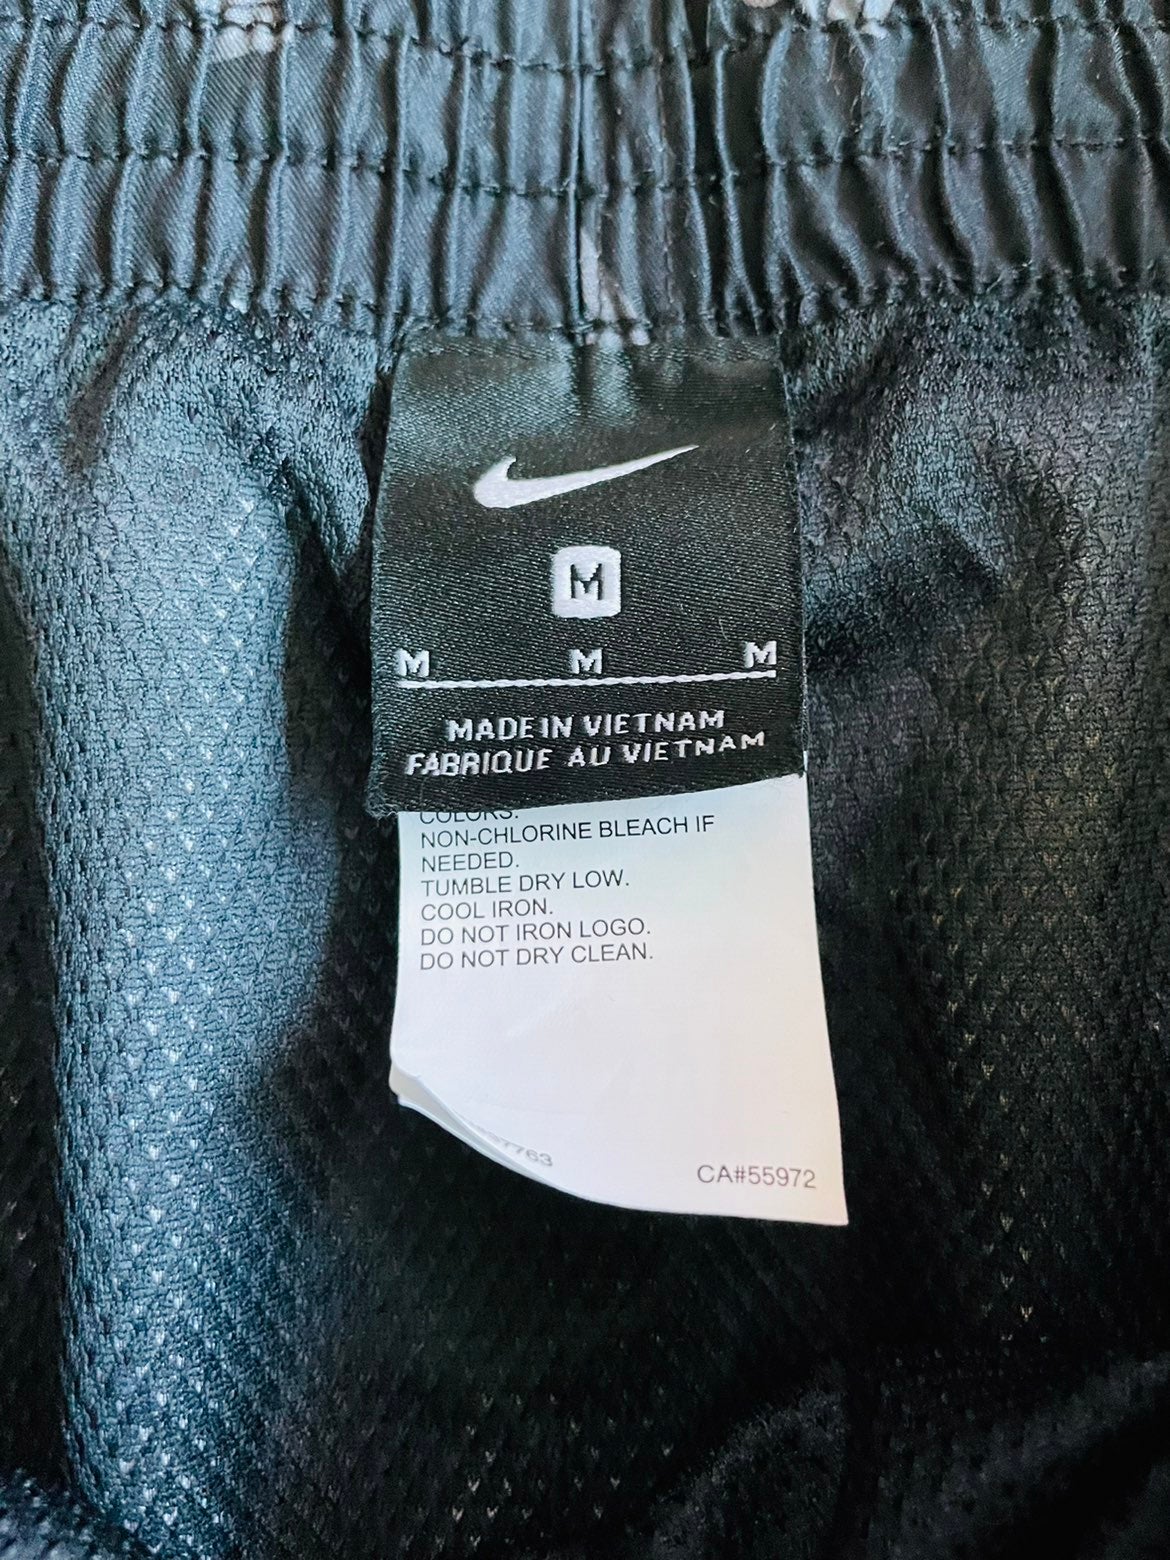 M
M M M
MADE IN VIETNAM
FABRIQUE AU VIETNAM
COLORS.
NON-CHLORINE BLEACH IF
NEEDED.
TUMBLE DRY LOW.
COOL IRON.
DO NOT IRON LOGO.
DO NOT DRY CLEAN.
CA#55972